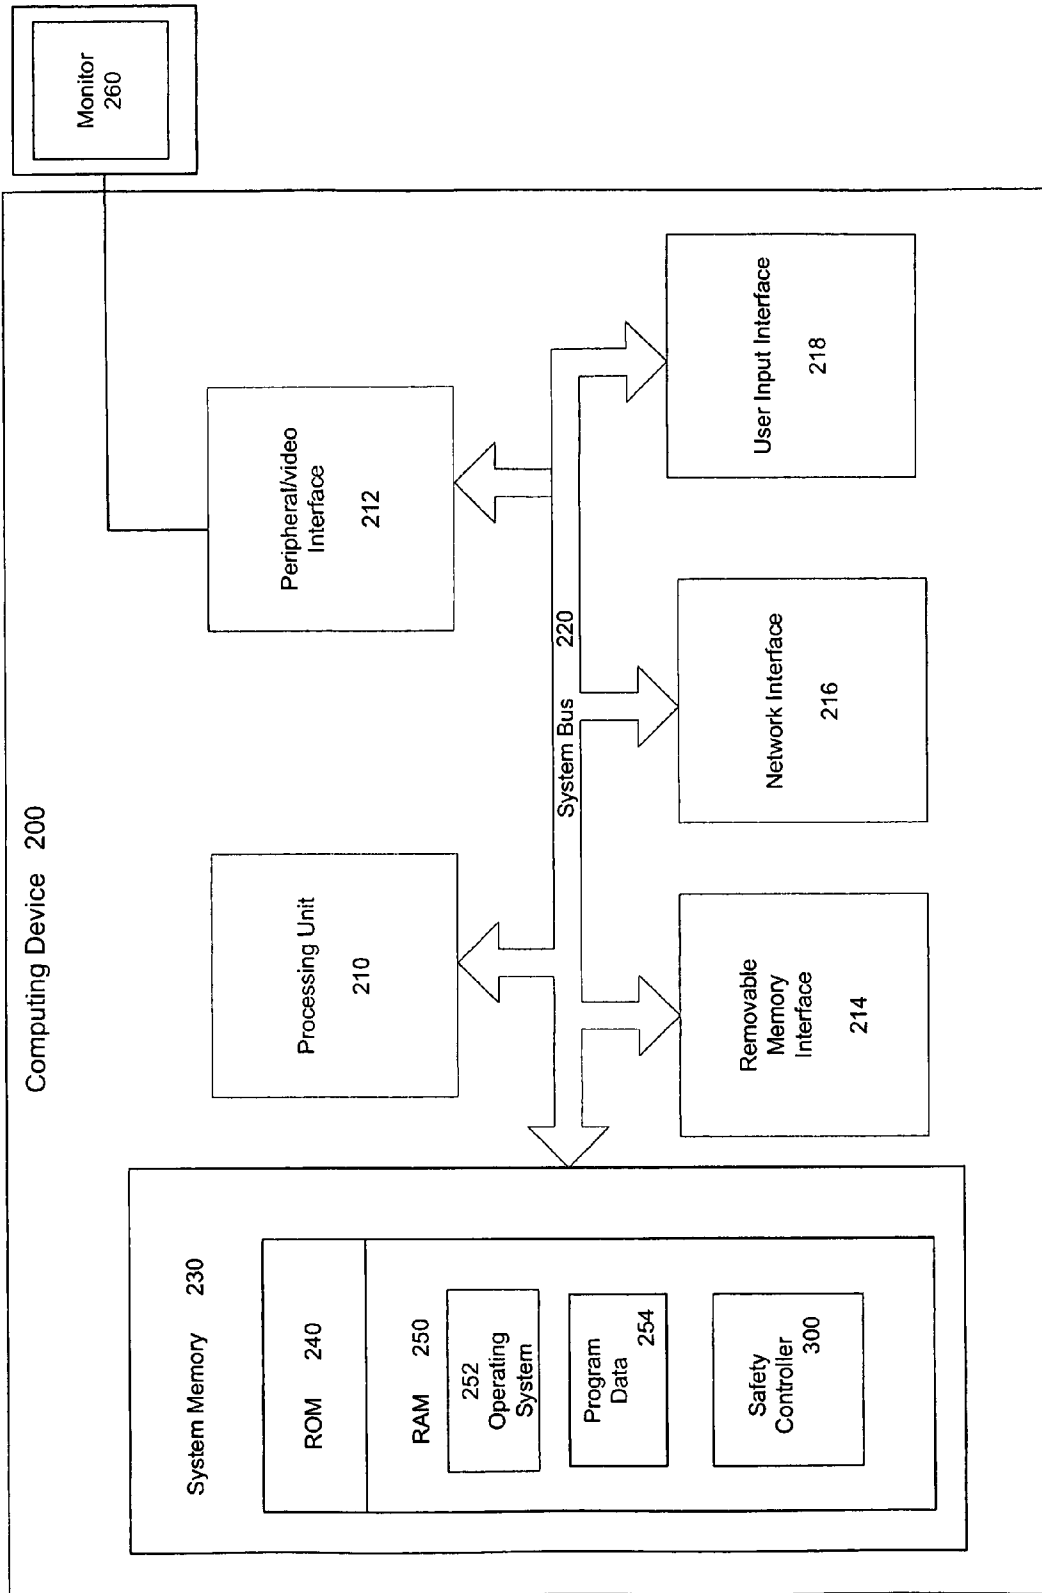 Computing Device 200
System Memory 230
ROM 240
RAM 250
252
Operating
System
Program
Data
254
Safety
Controller
300
Processing Unit
210
Peripheral/video
Interface
212
Monitor
260
System Bus 220
Removable
Memory
Interface
214
Network Interface
216
User Input Interface
218